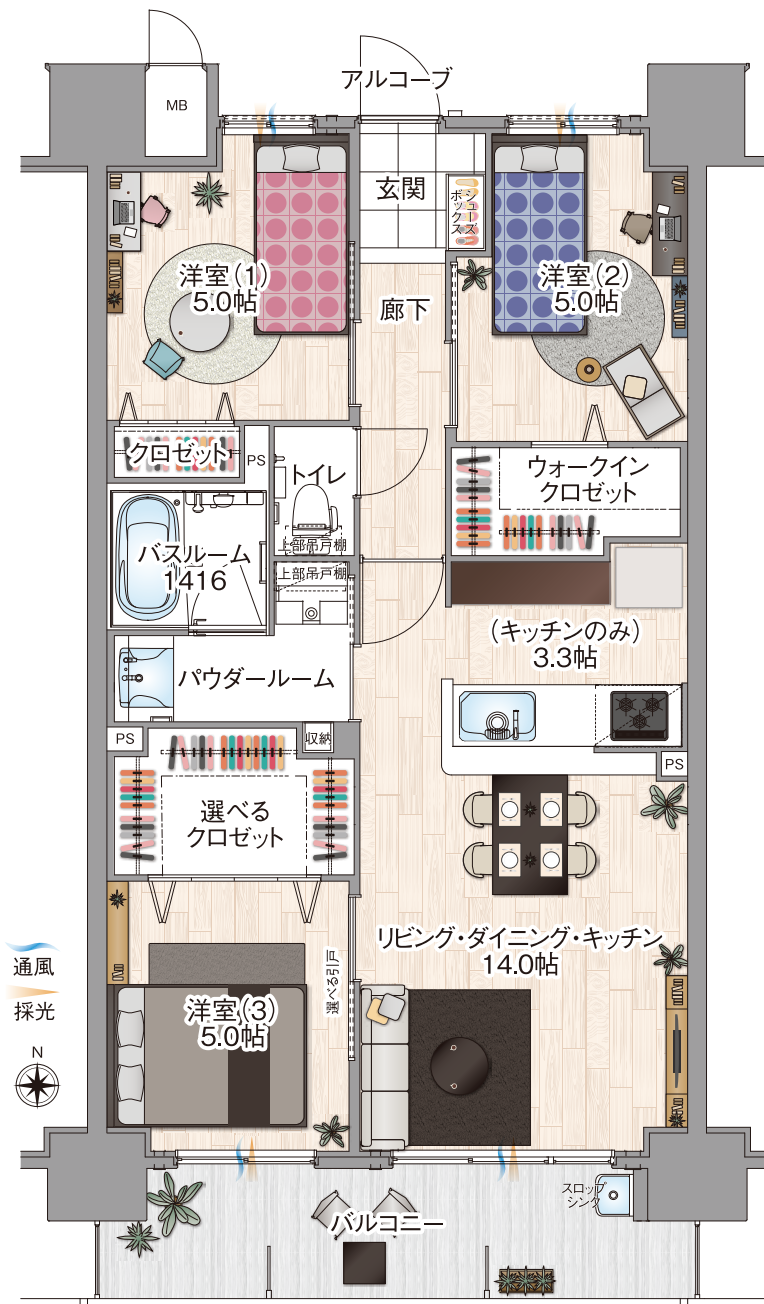 アルコーブ
MB
玄関
シューズ
ボックス
洋室(1)
5.0帖
洋室(2)
5.0帖
廊下
クロゼット
PS
トイレ
上部吊戸棚
ウォークイン
クロゼット
バスルーム
1416
上部吊戸棚
(キッチンのみ)
3.3帖
パウダールーム
PS
収納
PS
選べる
クロゼット
リビング・ダイニング・キッチン
14.0帖
選べる引戸
洋室(3)
5.0帖
通風
採光
N
スロップ
シンク
バルコニー